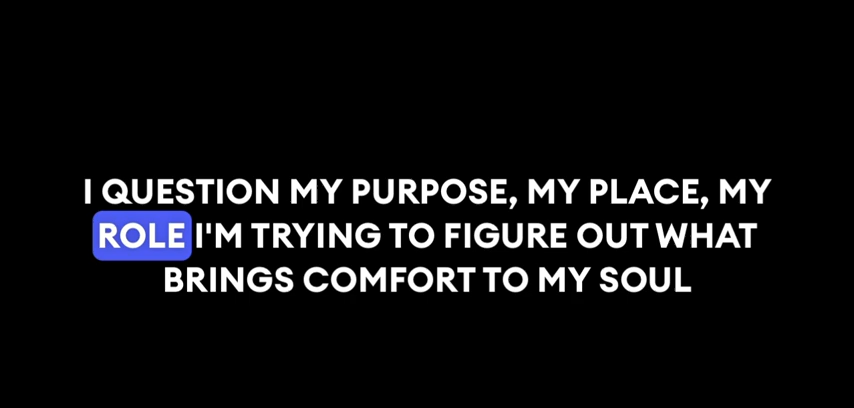 I QUESTION MY PURPOSE, MY PLACE, MY
ROLE I'M TRYING TO FIGURE OUT WHAT
BRINGS COMFORT TO MY SOUL